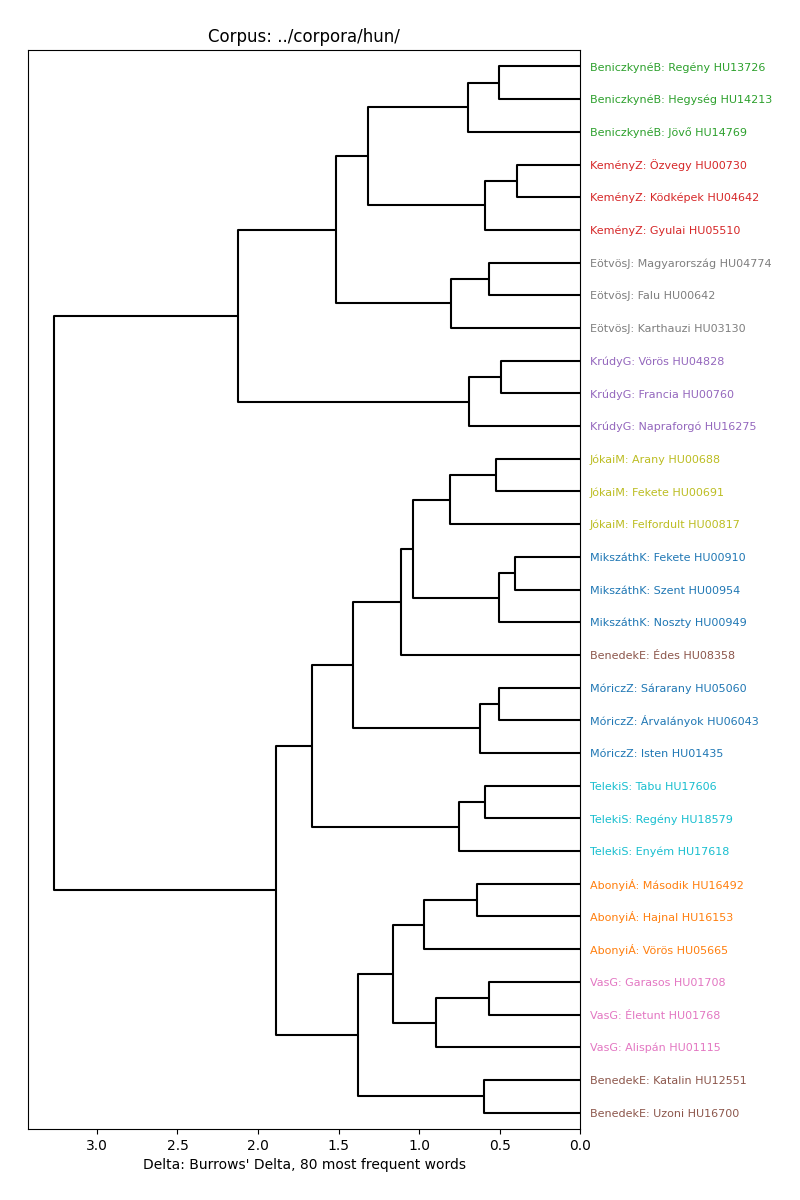 Corpus: ../corpora/hun/
BeniczkynéB: Regény HU13726
BeniczkynéB: Hegység HU14213
BeniczkynéB: Jövő HU14769
KeményZ: Özvegy HU00730
KeményZ: Ködképek HU04642
KeményZ: Gyulai HU05510
EötvösJ: Magyarország HU04774
EötvösJ: Falu HU00642
EötvösJ: Karthauzi HU03130
KrúdyG: Vörös HU04828
KrúdyG: Francia HU00760
KrúdyG: Napraforgó HU16275
JókaiM: Arany HU00688
JókaiM: Fekete HU00691
JókaiM: Felfordult HU00817
MikszáthK: Fekete HU00910
MikszáthK: Szent HU00954
MikszáthK: Noszty HU00949
BenedekE: Édes HU08358
MóriczZ: Sárarany HU05060
MóriczZ: Árvalányok HU06043
MóriczZ: Isten HU01435
TelekiS: Tabu HU17606
TelekiS: Regény HU18579
TelekiS: Enyém HU17618
AbonyiÁ: Második HU16492
AbonyiÁ: Hajnal HU16153
AbonyiÁ: Vörös HU05665
VasG: Garasos HU01708
VasG: Életunt HU01768
VasG: Alispán HU01115
BenedekE: Katalin HU12551
BenedekE: Uzoni HU16700
3.0 2.5 2.0 1.5 1.0 0.5 0.0
Delta: Burrows' Delta, 80 most frequent words